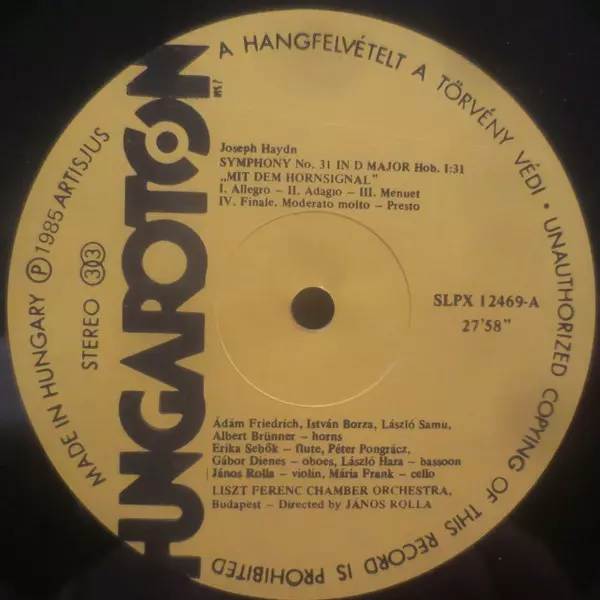 A HANGFELVÉTELT A TÖRVÉNY VÉDI • UNAUTHORIZED COPYING OF THIS RECORD IS PROHIBITED
MADE IN HUNGARY Ⓟ 1985 ARTISJUS
STEREO 33
HUNGAROTON
Joseph Haydn
SYMPHONY No. 31 IN D MAJOR Hob. I:31
„MIT DEM HORNSIGNAL”
I. Allegro – II. Adagio – III. Menuet
IV. Finale. Moderato molto – Presto
SLPX 12469-A
27’58”
Ádám Friedrich, István Borza, László Samu,
Albert Brünner – horns
Erika Sebők – flute, Péter Pongrácz,
Gábor Dienes – oboes, László Hara – bassoon
János Rolla – violin, Mária Frank – cello
LISZT FERENC CHAMBER ORCHESTRA,
Budapest – Directed by JÁNOS ROLLA